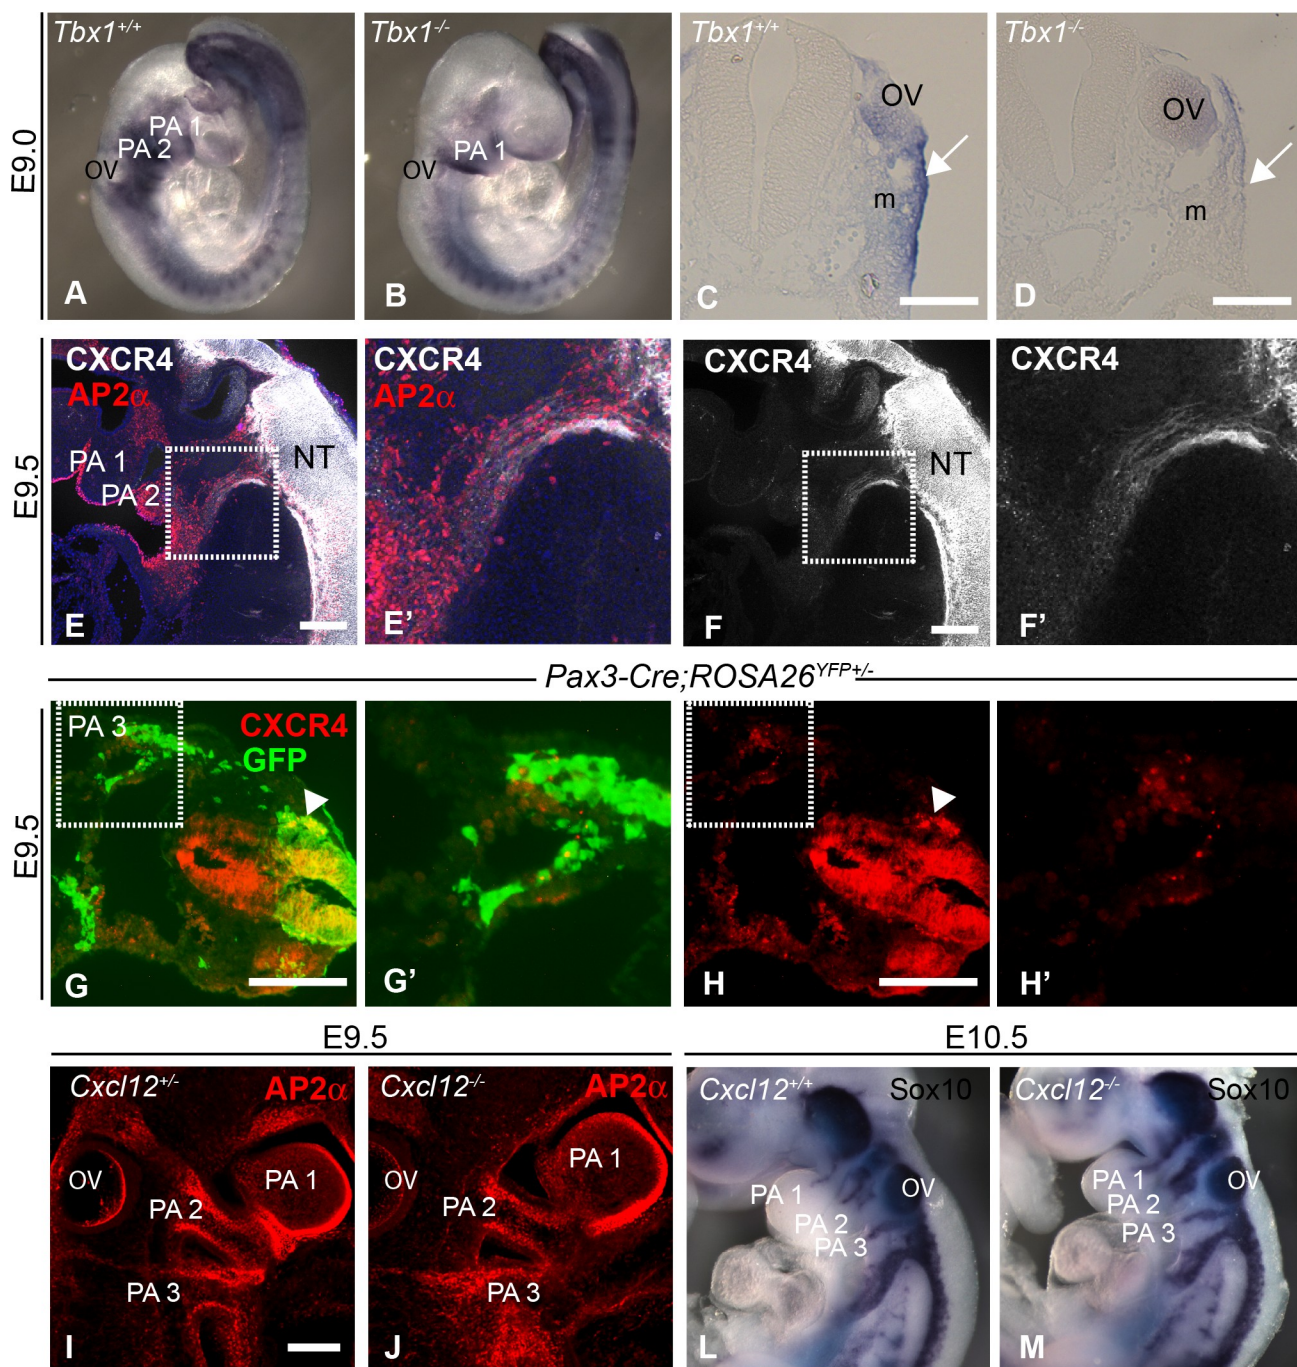 Tbx1+/+
Tbx1-/-
Tbx1+/+
Tbx1-/-
E9.0
PA 1
PA 2
OV
A
PA 1
OV
B
OV
m
C
OV
m
D
E9.5
CXCR4
AP2α
NT
PA 1
PA 2
E
CXCR4
AP2α
E’
CXCR4
NT
F
CXCR4
F’
Pax3-Cre;ROSA26YFP+/-
E9.5
PA 3
CXCR4
GFP
G
G’
H
H’
E9.5
E10.5
Cxcl12+/-
AP2α
OV
PA 1
PA 2
PA 3
I
Cxcl12-/-
AP2α
OV
PA 1
PA 2
PA 3
J
Cxcl12+/+
Sox10
PA 1
OV
PA 2
PA 3
L
Cxcl12-/-
Sox10
PA 1
OV
PA 2
PA 3
M